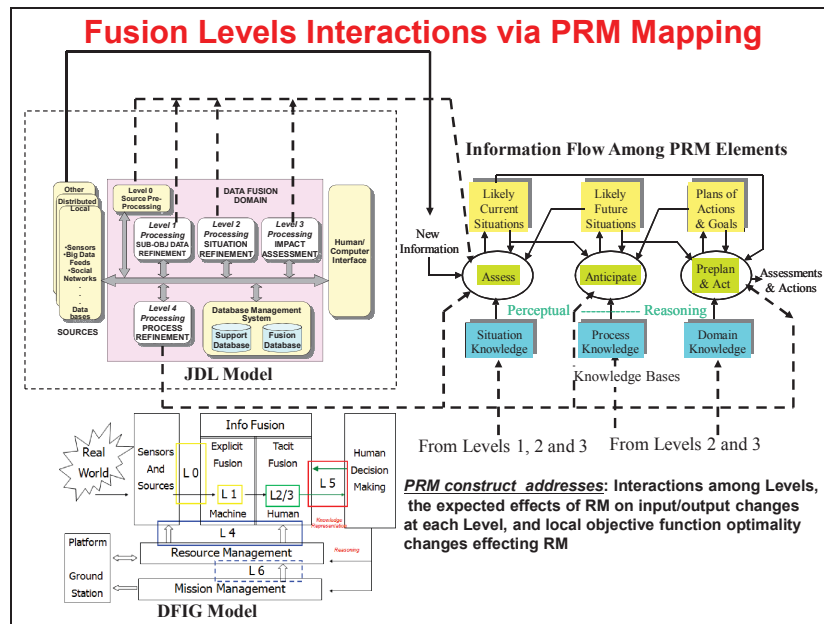 Fusion Levels Interactions via PRM Mapping
Other
Distributed
Local
•Sensors
•Big Data
Feeds
•Social
Networks
.
.
.
Data
bases
SOURCES
Level 0
Source Pre-
Processing
DATA FUSION
DOMAIN
Level 1
Processing
SUB-OBJ DATA
REFINEMENT
Level 2
Processing
SITUATION
REFINEMENT
Level 3
Processing
IMPACT
ASSESSMENT
Human/
Computer
Interface
Level 4
Processing
PROCESS
REFINEMENT
Database Management
System
Support
Database
Fusion
Database
JDL Model
Information Flow Among PRM Elements
Likely
Current
Situations
Likely
Future
Situations
Plans of
Actions
& Goals
New
Information
Assess
Anticipate
Preplan
& Act
Assessments
& Actions
Perceptual ------------ Reasoning
Situation
Knowledge
Process
Knowledge
Domain
Knowledge
Knowledge Bases
From Levels 1, 2 and 3
From Levels 2 and 3
PRM construct addresses: Interactions among Levels,
the expected effects of RM on input/output changes
at each Level, and local objective function optimality
changes effecting RM
Real
World
Sensors
And
Sources
L 0
Info Fusion
Explicit
Fusion
Tacit
Fusion
L 1
L2/3
Machine
Human
L 5
Human
Decision
Making
Knowledge
Representation
L 4
Resource Management
Reasoning
L 6
Mission Management
Platform
Ground
Station
DFIG Model